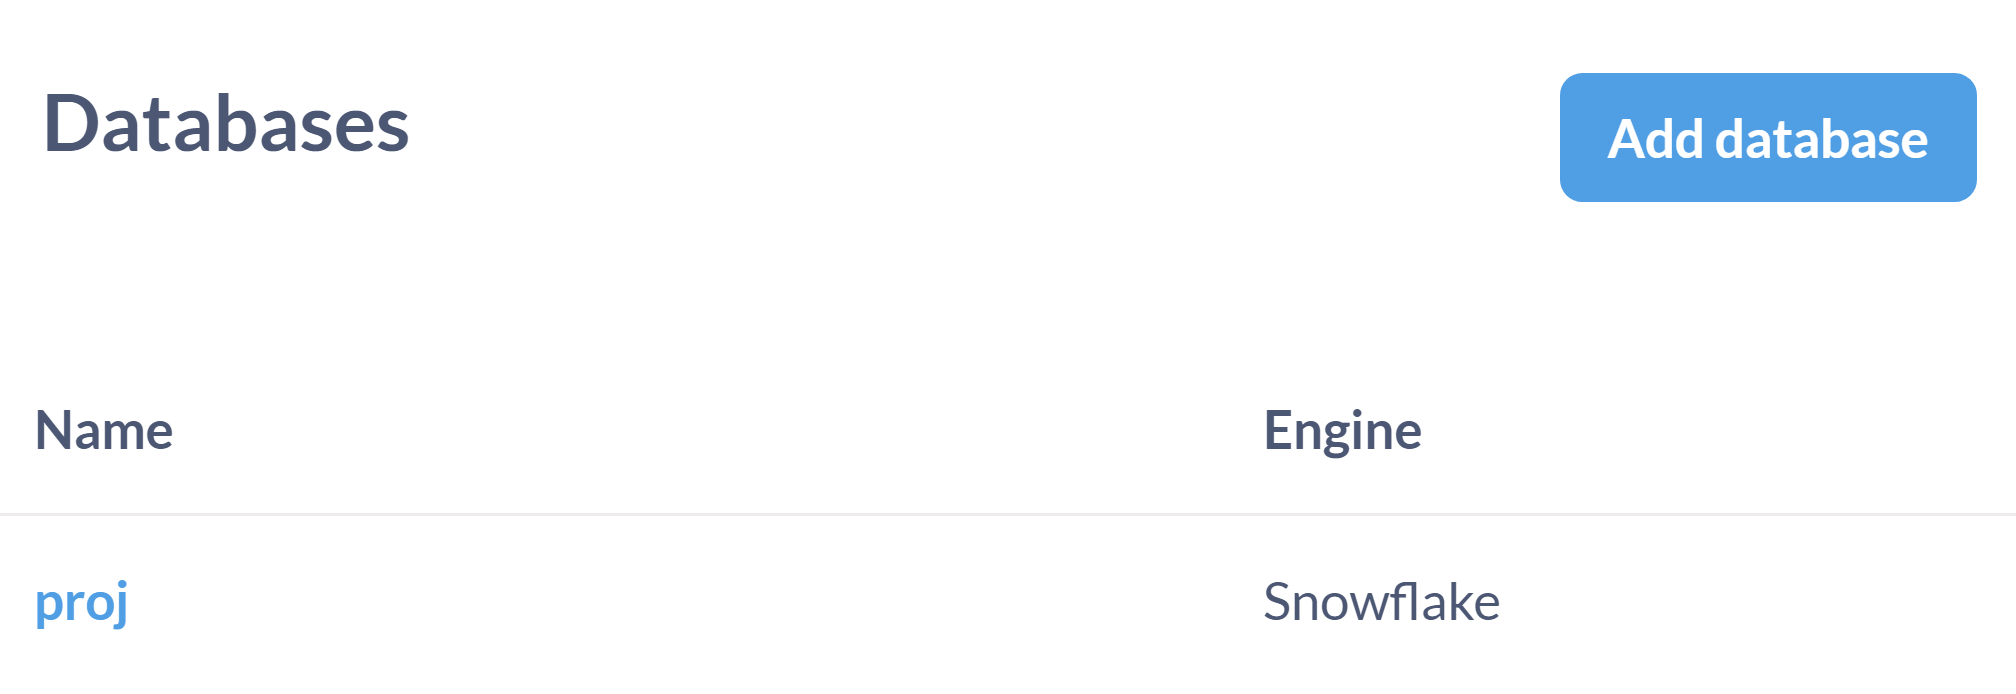 Databases
Add database
Name Engine
proj Snowflake